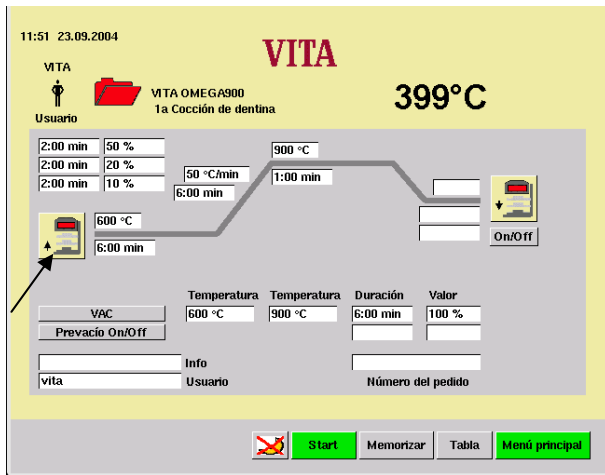 11:51 23.09.2004
VITA
VITA
Usuario
VITA OMEGA900
1a Cocción de dentina
399°C
2:00 min 50 %
2:00 min 20 %
2:00 min 10 %
50 °C/min
6:00 min
900 °C
1:00 min
600 °C
6:00 min
On/Off
Temperatura Temperatura Duración Valor
VAC 600 °C 900 °C 6:00 min 100 %
Prevacío On/Off
Info
vita Usuario Número del pedido
Start Memorizar Tabla Menú principal